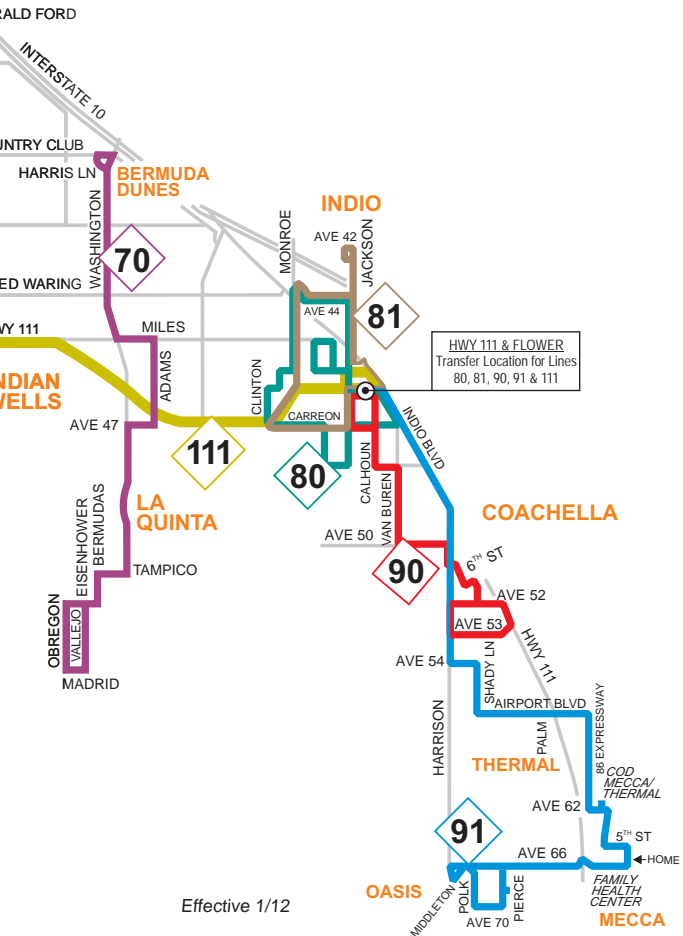 RALD FORD
INTERSTATE 10
UNTRY CLUB
HARRIS LN
BERMUDA
DUNES
WASHINGTON
70
INDIO
AVE 42
JACKSON
MONROE
ED WARING
AVE 44
81
WY 111
MILES
HWY 111 & FLOWER
Transfer Location for Lines
80, 81, 90, 91 & 111
NDIAN
WELLS
ADAMS
CLINTON
CARREON
AVE 47
111
80
CALHOUN
INDIO BLVD
VAN BUREN
LA
QUINTA
COACHELLA
AVE 50
EISENHOWER
BERMUDAS
TAMPICO
90
6TH ST
AVE 52
OBREGON
VALLEJO
AVE 53
HWY 111
MADRID
AVE 54
SHADY LN
AIRPORT BLVD
HARRISON
PALM
86 EXPRESSWAY
THERMAL
COD
MECCA/
THERMAL
AVE 62
91
5TH ST
AVE 66
HOME
OASIS
MIDDLETON
POLK
PIERCE
AVE 70
FAMILY
HEALTH
CENTER
MECCA
Effective 1/12